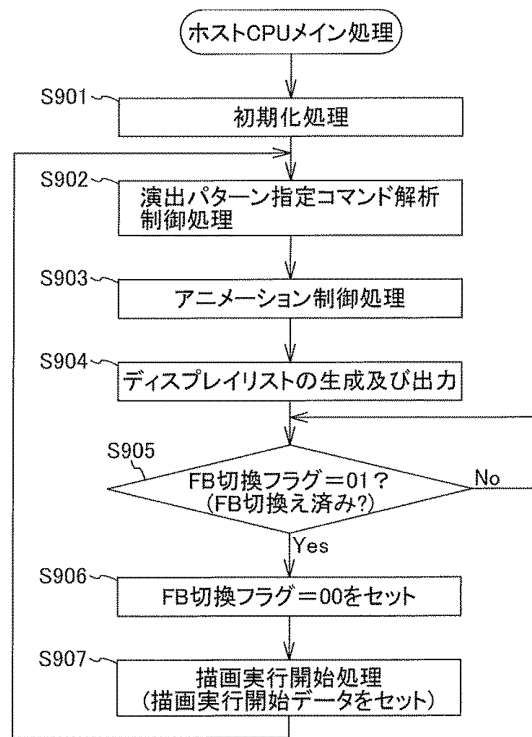 ホストCPUメイン処理
S901
初期化処理
S902
演出パターン指定コマンド解析
制御処理
S903
アニメーション制御処理
S904
ディスプレイリストの生成及び出力
S905
FB切換フラグ=01?
(FB切換え済み?)
No
Yes
S906
FB切換フラグ=00をセット
S907
描画実行開始処理
(描画実行開始データをセット)